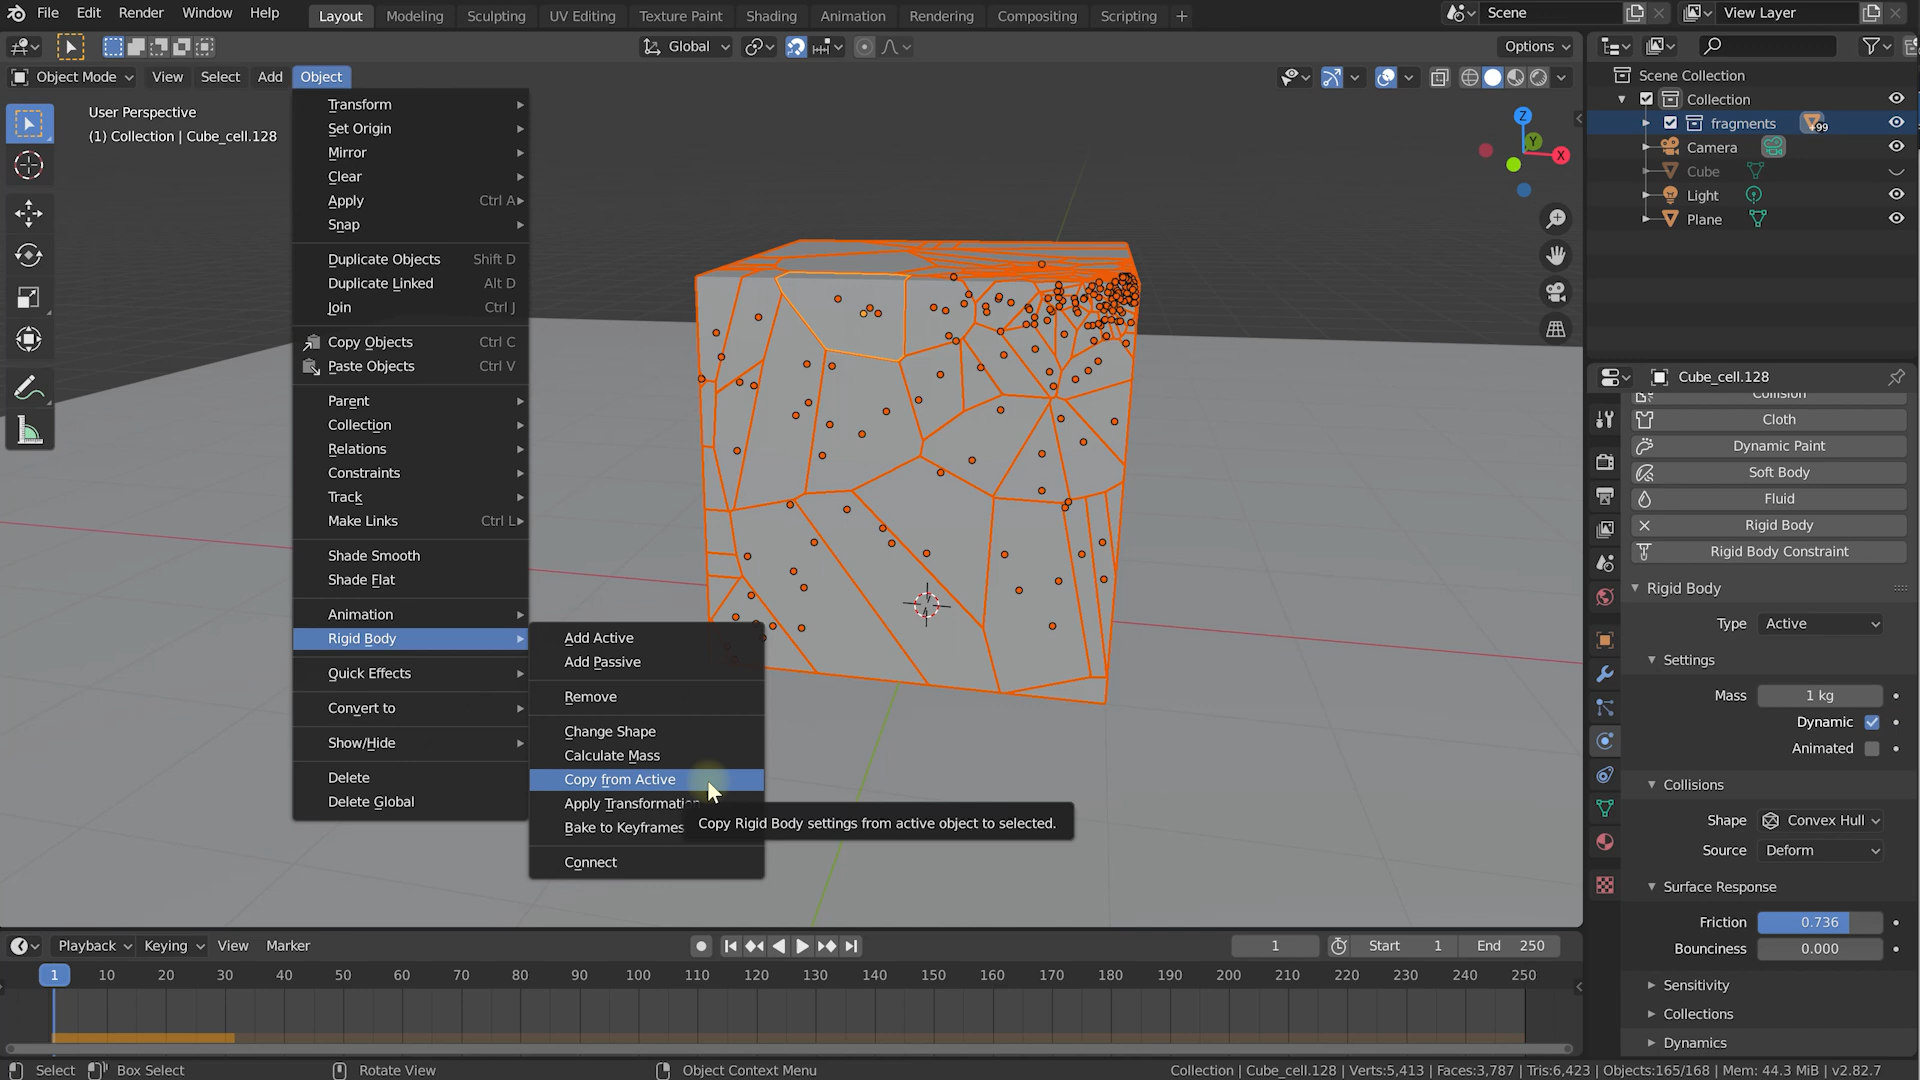 File Edit Render Window Help
Layout Modeling Sculpting UV Editing Texture Paint Shading Animation Rendering Compositing Scripting +
Scene
View Layer
Global
Options
Object Mode View Select Add Object
User Perspective
(1) Collection | Cube_cell.128
Transform
Set Origin
Mirror
Clear
Apply Ctrl A
Snap
Duplicate Objects Shift D
Duplicate Linked Alt D
Join Ctrl J
Copy Objects Ctrl C
Paste Objects Ctrl V
Parent
Collection
Relations
Constraints
Track
Make Links Ctrl L
Shade Smooth
Shade Flat
Animation
Rigid Body
Quick Effects
Convert to
Show/Hide
Delete
Delete Global
Add Active
Add Passive
Remove
Change Shape
Calculate Mass
Copy from Active
Apply Transformation
Bake to Keyframes
Connect
Copy Rigid Body settings from active object to selected.
Z
Y
X
Scene Collection
Collection
fragments 99
Camera
Cube
Light
Plane
Cube_cell.128
Collision
Cloth
Dynamic Paint
Soft Body
Fluid
Rigid Body
Rigid Body Constraint
Rigid Body
Type Active
Settings
Mass 1 kg
Dynamic
Animated
Collisions
Shape Convex Hull
Source Deform
Surface Response
Friction 0.736
Bounciness 0.000
Sensitivity
Collections
Dynamics
Playback Keying View Marker
1 Start 1 End 250
1 10 20 30 40 50 60 70 80 90 100 110 120 130 140 150 160 170 180 190 200 210 220 230 240 250
Select Box Select Rotate View Object Context Menu
Collection | Cube_cell.128 | Verts:5,413 | Faces:3,787 | Tris:6,423 | Objects:165/168 | Mem: 44.3 MiB | v2.82.7